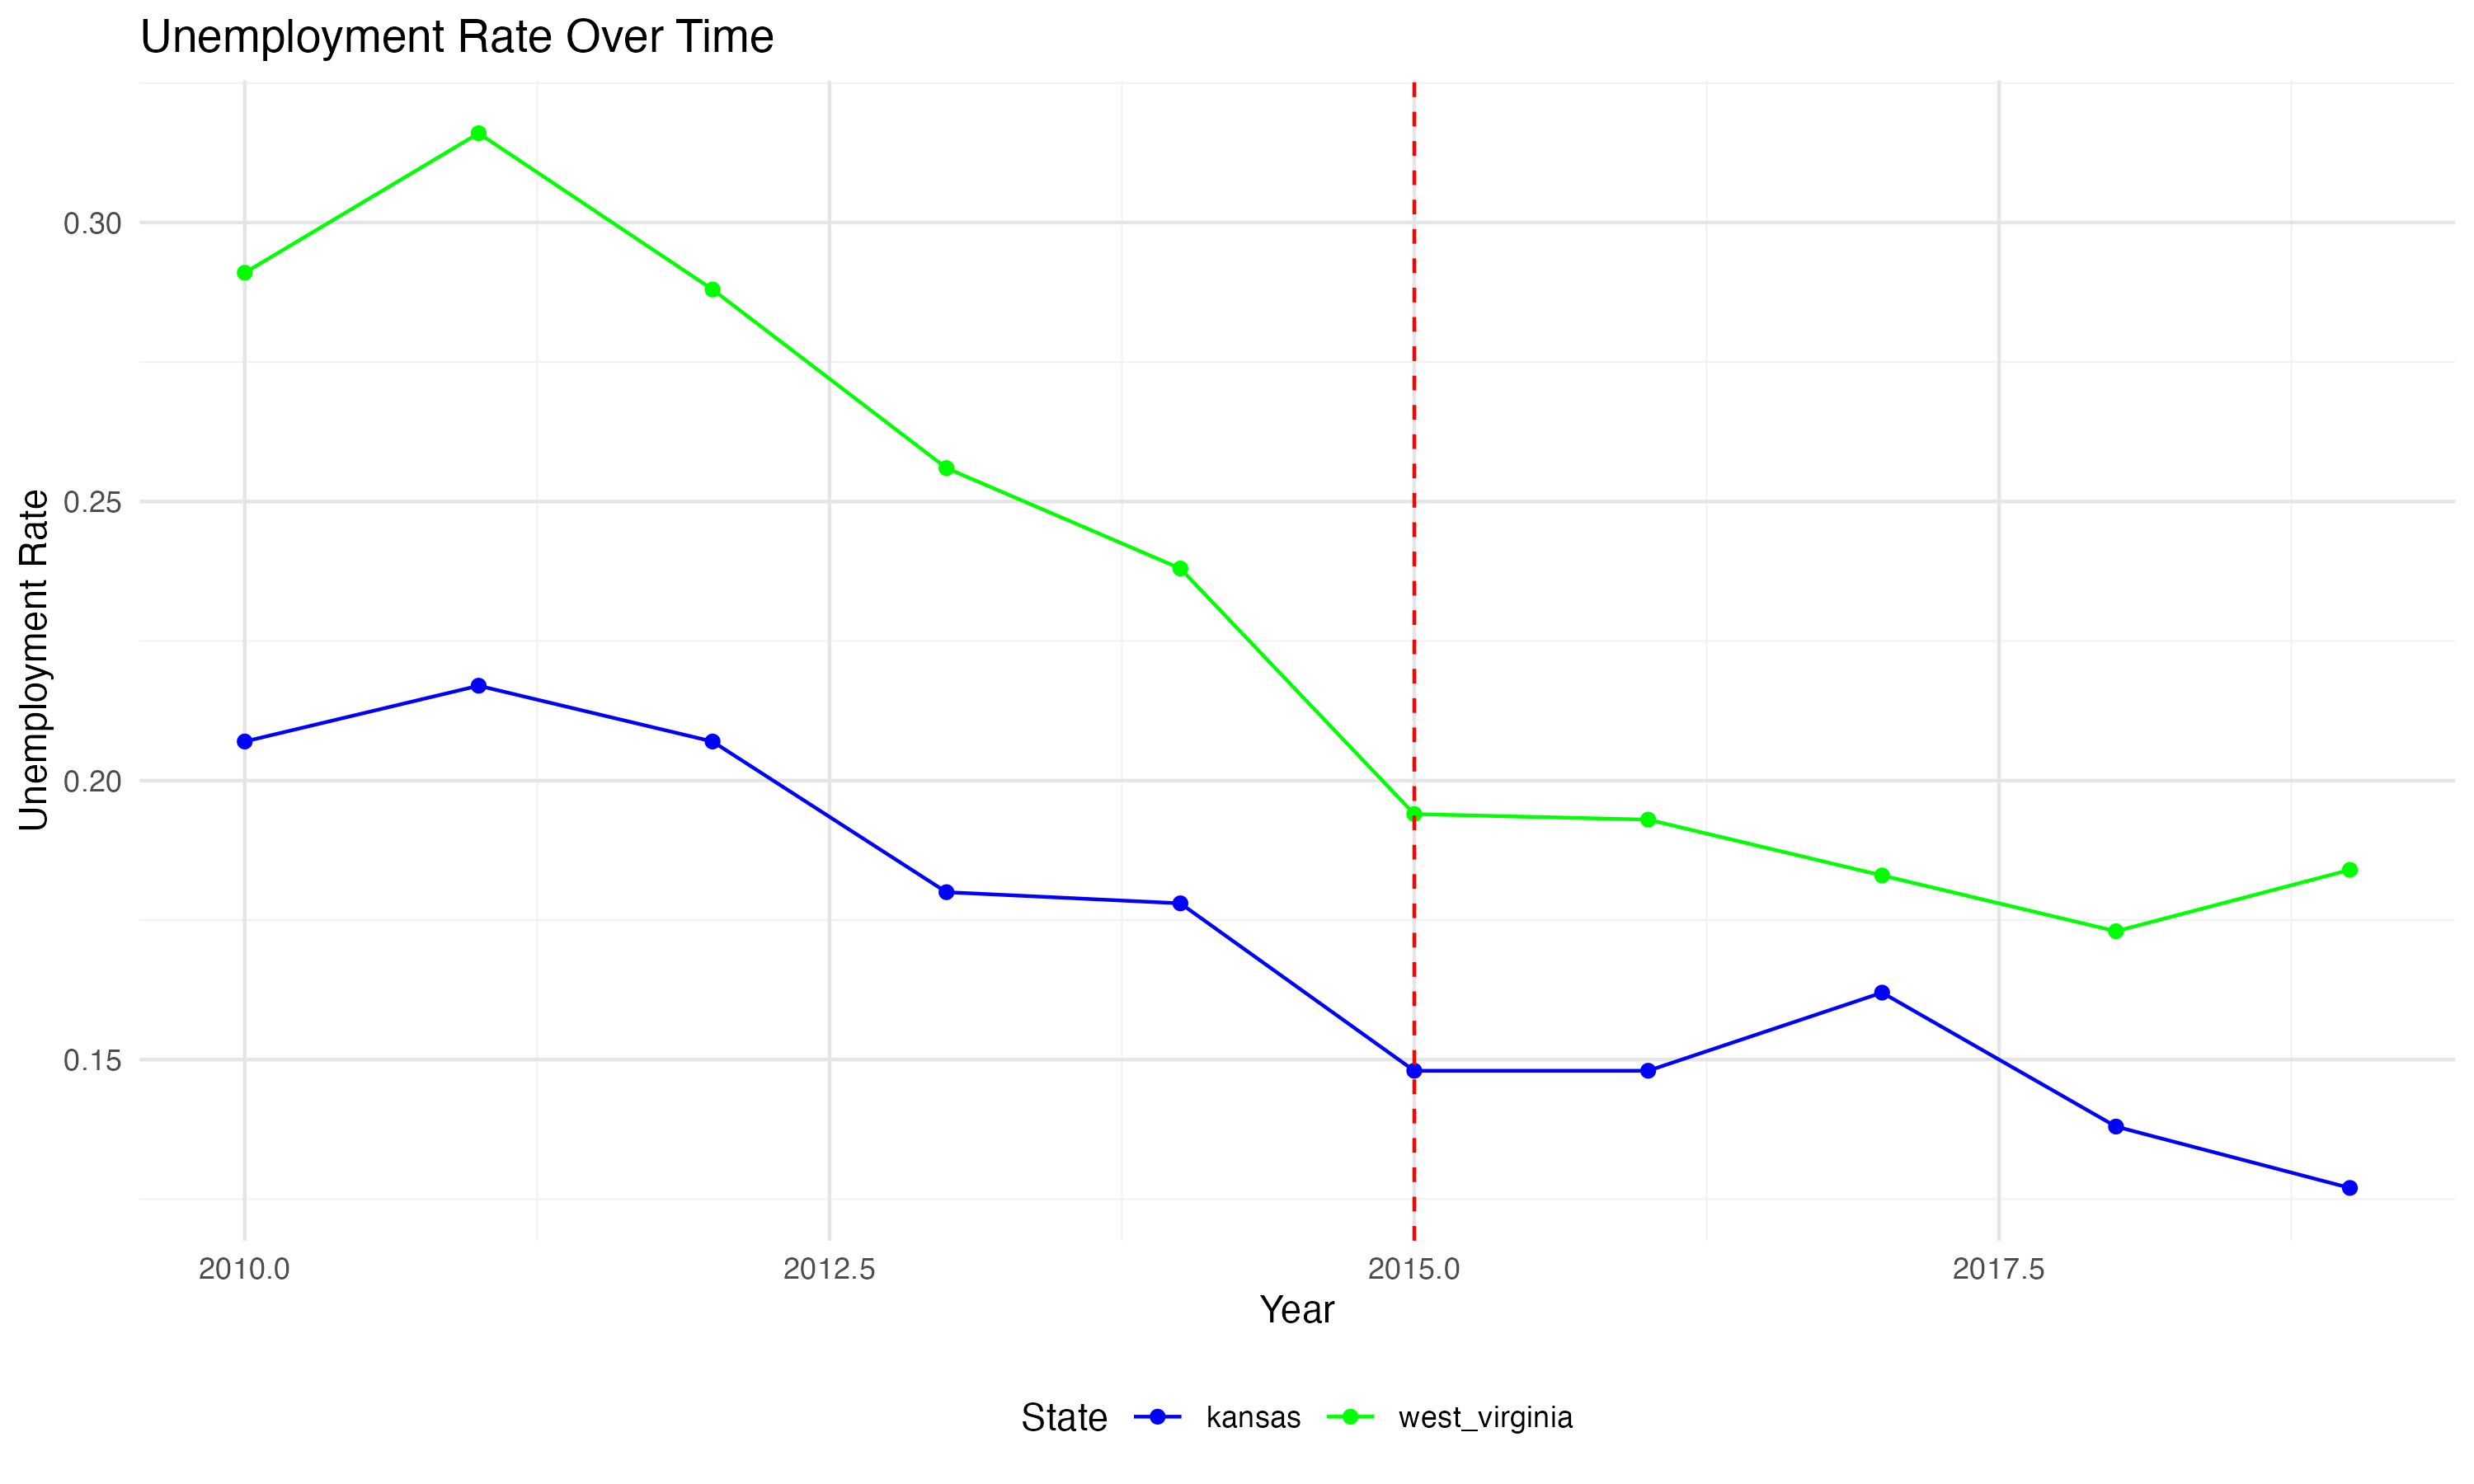 Unemployment Rate Over Time
Unemployment Rate
0.30
0.25
0.20
0.15
2010.0 2012.5 2015.0 2017.5
Year
State kansas west_virginia